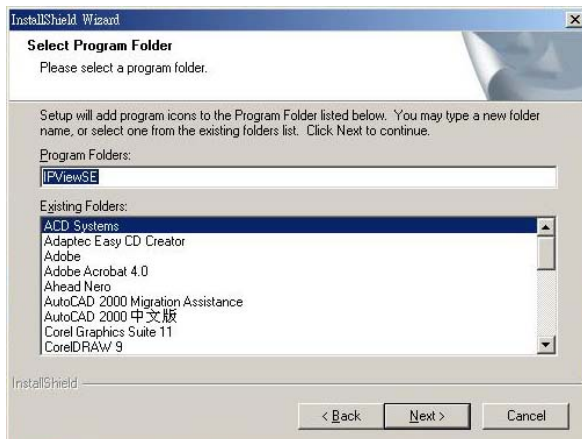 InstallShield Wizard
Select Program Folder
Please select a program folder.
Setup will add program icons to the Program Folder listed below. You may type a new folder
name, or select one from the existing folders list. Click Next to continue.
Program Folders:
IPViewSE
Existing Folders:
ACD Systems
Adaptec Easy CD Creator
Adobe
Adobe Acrobat 4.0
Ahead Nero
AutoCAD 2000 Migration Assistance
AutoCAD 2000 中文版
Corel Graphics Suite 11
CorelDRAW 9
InstallShield
< Back
Next >
Cancel